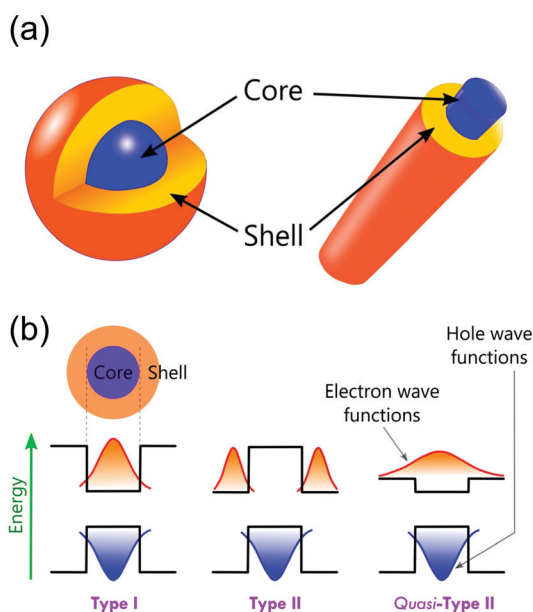 (a)
Core
Shell
(b)
Hole wave
functions
Core Shell
Electron wave
functions
Energy
Type I Type II Quasi-Type II